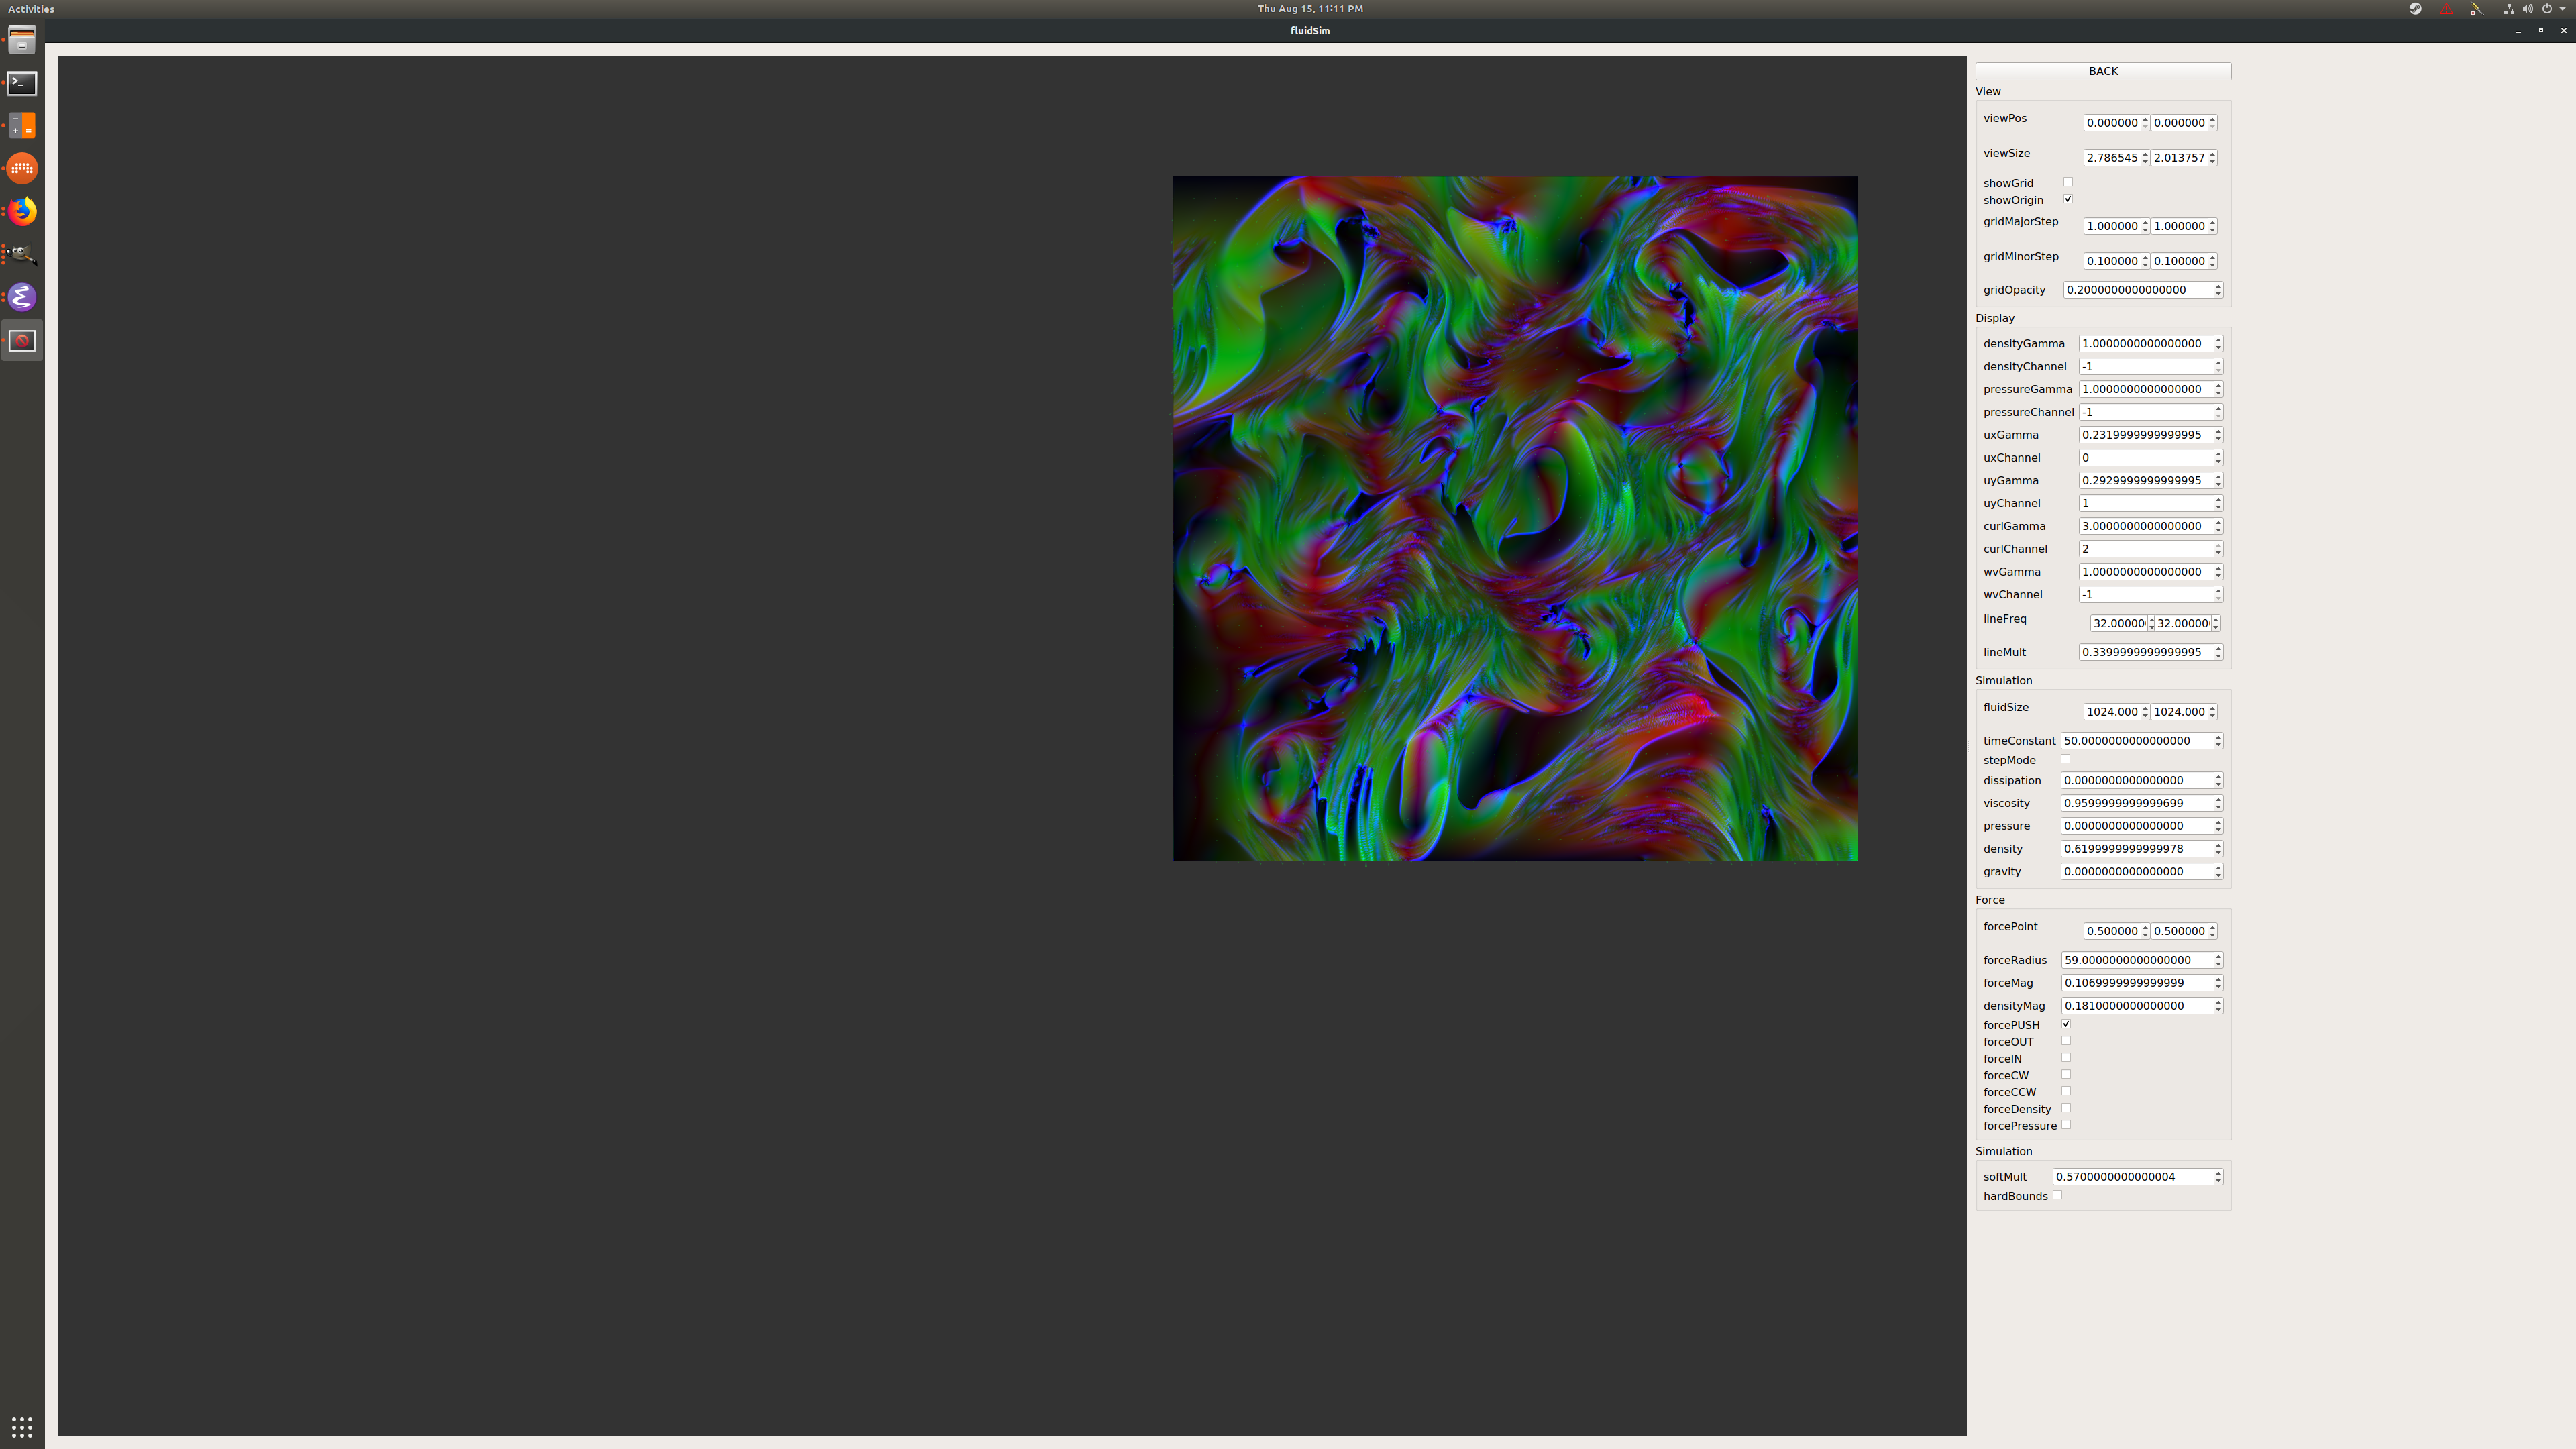 Activities
Thu Aug 15, 11:11 PM
fluidSim
BACK
View
viewPos 0.000000 0.000000
viewSize 2.786545 2.013757
showGrid
showOrigin
gridMajorStep 1.000000 1.000000
gridMinorStep 0.100000 0.100000
gridOpacity 0.2000000000000000
Display
densityGamma 1.0000000000000000
densityChannel -1
pressureGamma 1.0000000000000000
pressureChannel -1
uxGamma 0.2319999999999995
uxChannel 0
uyGamma 0.2929999999999995
uyChannel 1
curlGamma 3.0000000000000000
curlChannel 2
wvGamma 1.0000000000000000
wvChannel -1
lineFreq 32.00000 32.00000
lineMult 0.3399999999999995
Simulation
fluidSize 1024.000 1024.000
timeConstant 50.0000000000000000
stepMode
dissipation 0.0000000000000000
viscosity 0.9599999999999699
pressure 0.0000000000000000
density 0.6199999999999978
gravity 0.0000000000000000
Force
forcePoint 0.500000 0.500000
forceRadius 59.0000000000000000
forceMag 0.1069999999999999
densityMag 0.1810000000000000
forcePUSH
forceOUT
forceIN
forceCW
forceCCW
forceDensity
forcePressure
Simulation
softMult 0.5700000000000004
hardBounds